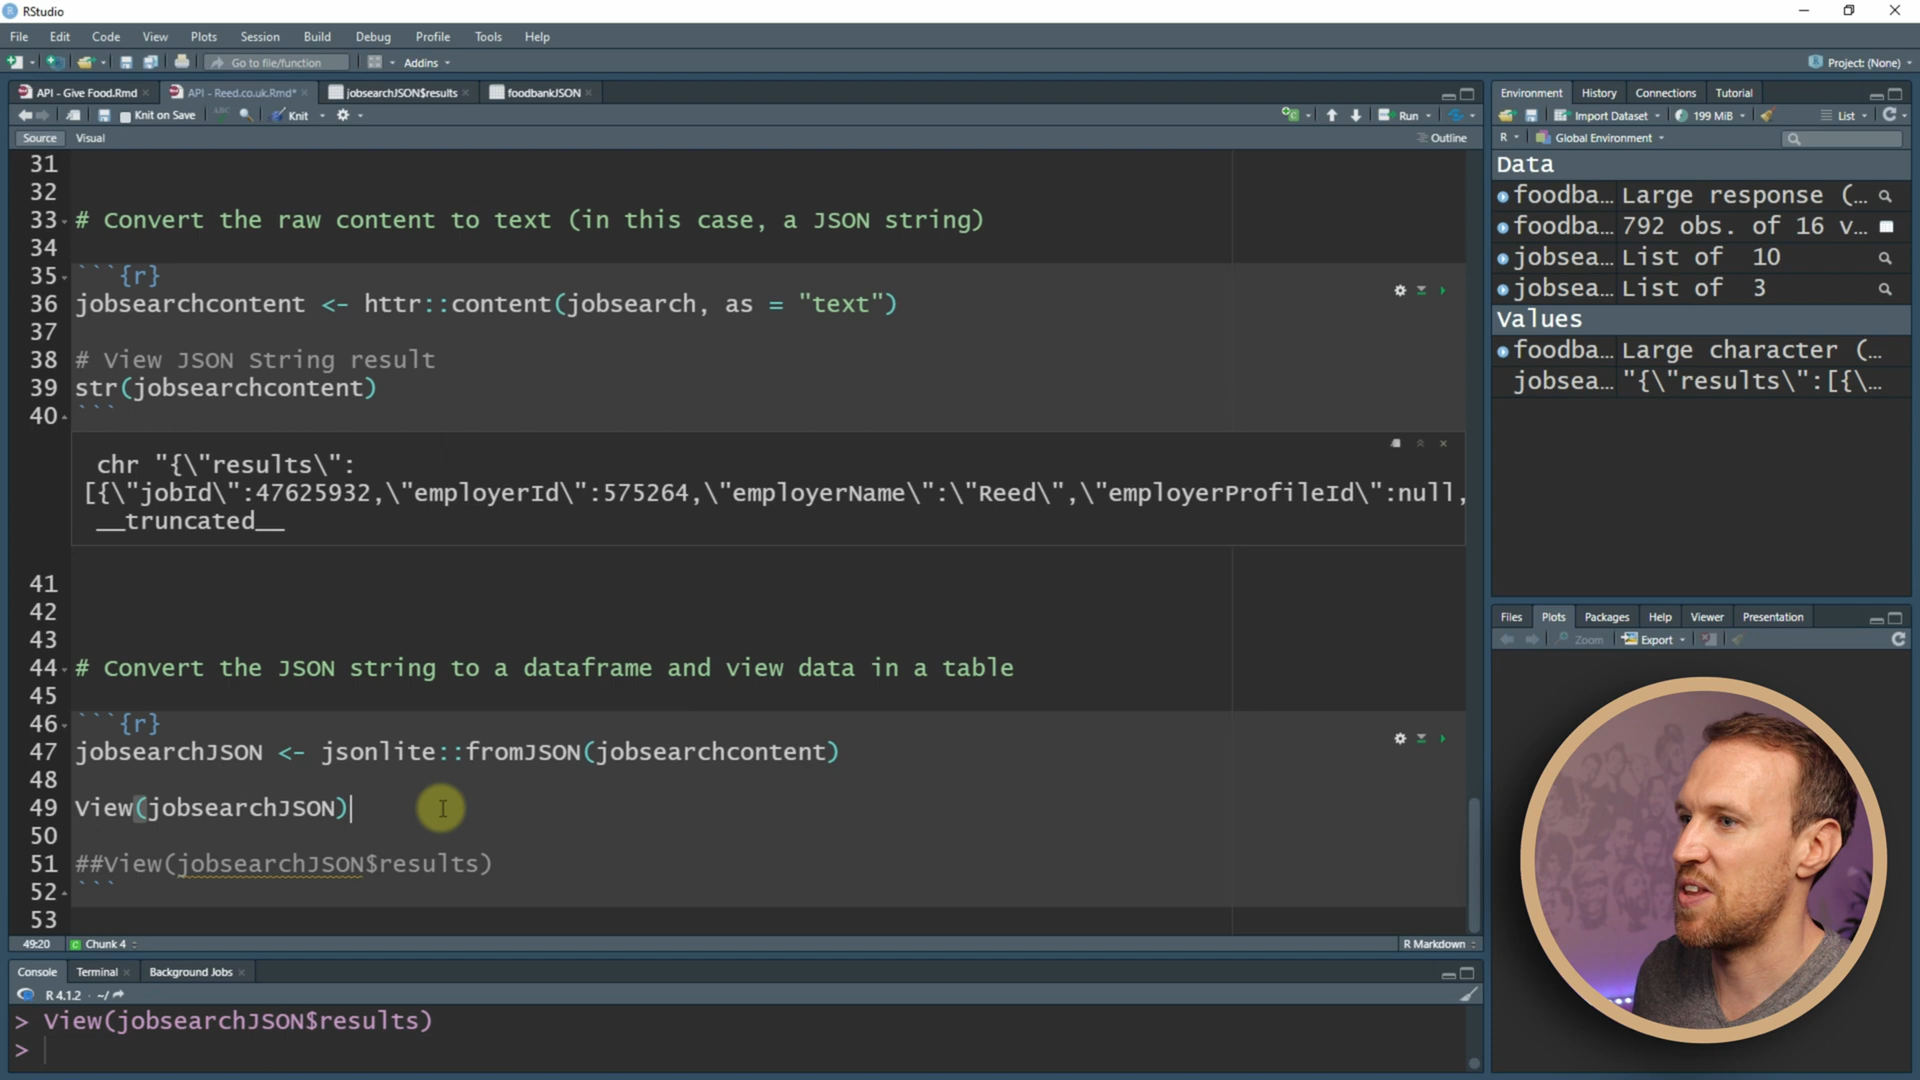 RStudio
File Edit Code View Plots Session Build Debug Profile Tools Help
Go to file/function Addins Project: (None)
API - Give Food.Rmd API - Reed.co.uk.Rmd* jobsearchJSON$results foodbankJSON
Knit on Save ABC Knit Run
Source Visual Outline
31
32
33 # Convert the raw content to text (in this case, a JSON string)
34
35 ```{r}
36 jobsearchcontent <- httr::content(jobsearch, as = "text")
37
38 # View JSON String result
39 str(jobsearchcontent)
40 ```
chr "{\"results\":
[{\"jobId\":47625932,\"employerId\":575264,\"employerName\":\"Reed\",\"employerProfileId\":null,
__truncated__
41
42
43
44 # Convert the JSON string to a dataframe and view data in a table
45
46 ```{r}
47 jobsearchJSON <- jsonlite::fromJSON(jobsearchcontent)
48
49 View(jobsearchJSON)
50
51 ##View(jobsearchJSON$results)
52 ```
53
49:20 Chunk 4 R Markdown
Console Terminal Background Jobs
R 4.1.2 · ~/
> View(jobsearchJSON$results)
>
Environment History Connections Tutorial
Import Dataset 199 MiB List
R Global Environment
Data
foodba... Large response (...
foodba... 792 obs. of 16 v...
jobsea... List of 10
jobsea... List of 3
Values
foodba... Large character (...
jobsea... "{\"results\":[{\...
Files Plots Packages Help Viewer Presentation
Zoom Export